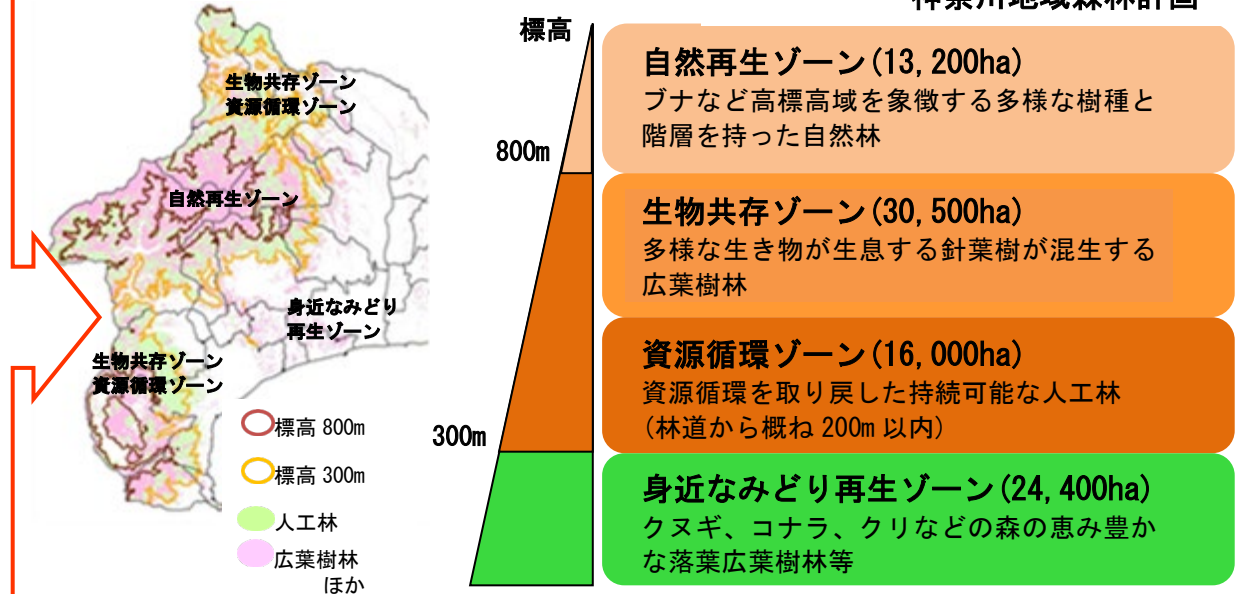 神奈川地域森林計画
標高
800m
300m
生物共存ゾーン
資源循環ゾーン
自然再生ゾーン
身近なみどり
再生ゾーン
生物共存ゾーン
資源循環ゾーン
標高 800m
標高 300m
人工林
広葉樹林
ほか
自然再生ゾーン(13,200ha)
ブナなど高標高域を象徴する多様な樹種と
階層を持った自然林
生物共存ゾーン(30,500ha)
多様な生き物が生息する針葉樹が混生する
広葉樹林
資源循環ゾーン(16,000ha)
資源循環を取り戻した持続可能な人工林
(林道から概ね 200m 以内)
身近なみどり再生ゾーン(24,400ha)
クヌギ、コナラ、クリなどの森の恵み豊か
な落葉広葉樹林等